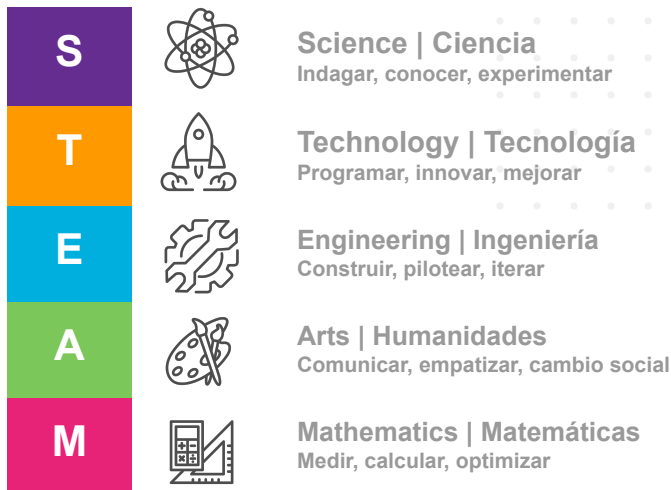 S
Science | Ciencia
Indagar, conocer, experimentar
T
Technology | Tecnología
Programar, innovar, mejorar
E
Engineering | Ingeniería
Construir, pilotear, iterar
A
Arts | Humanidades
Comunicar, empatizar, cambio social
M
Mathematics | Matemáticas
Medir, calcular, optimizar